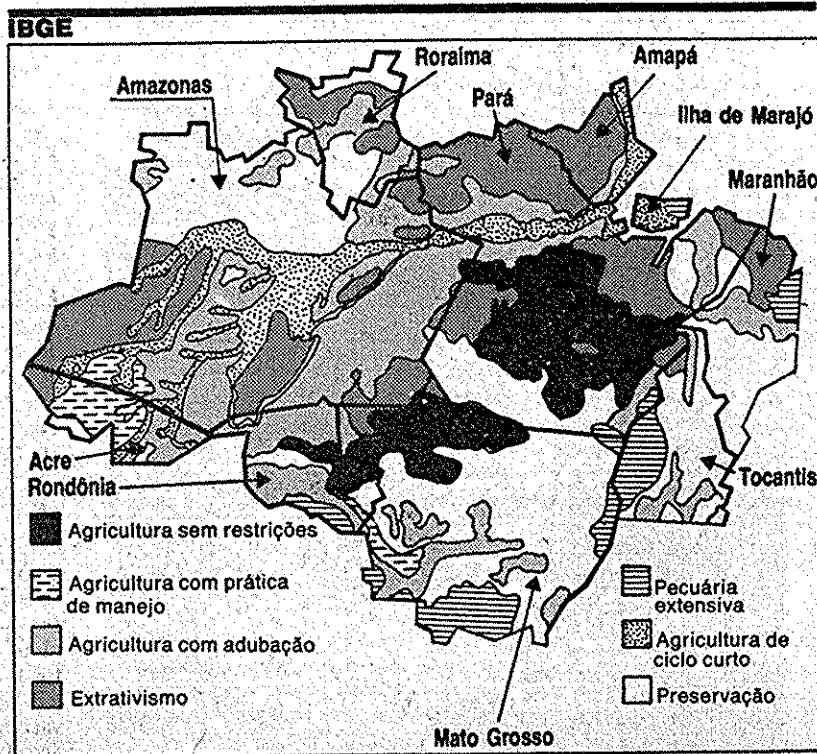 IBGE
Roraima
Amapá
Amazonas
Pará
Ilha de Marajó
Maranhão
Acre
Rondônia
Tocantis
Agricultura sem restrições
Agricultura com prática
de manejo
Agricultura com adubação
Extrativismo
Pecuária
extensiva
Agricultura de
ciclo curto
Preservação
Mato Grosso